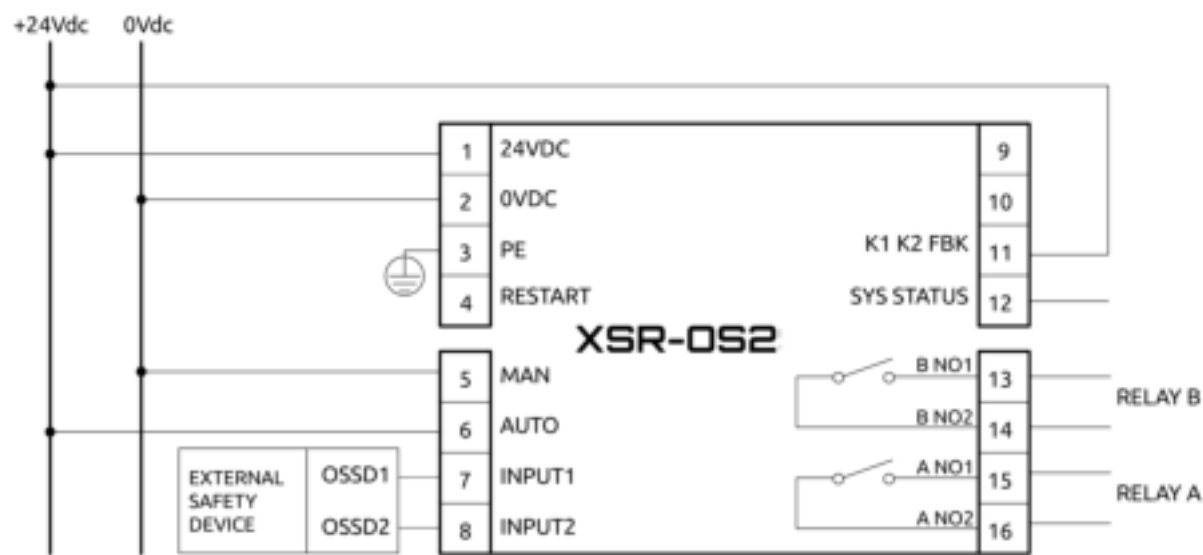 +24Vdc 0Vdc
1 24VDC 9
2 0VDC 10
3 PE K1 K2 FBK 11
4 RESTART SYS STATUS 12
XSR-OS2
5 MAN B NO1 13
RELAY B
6 AUTO B NO2 14
EXTERNAL SAFETY DEVICE OSSD1 7 INPUT1 A NO1 15
RELAY A
OSSD2 8 INPUT2 A NO2 16